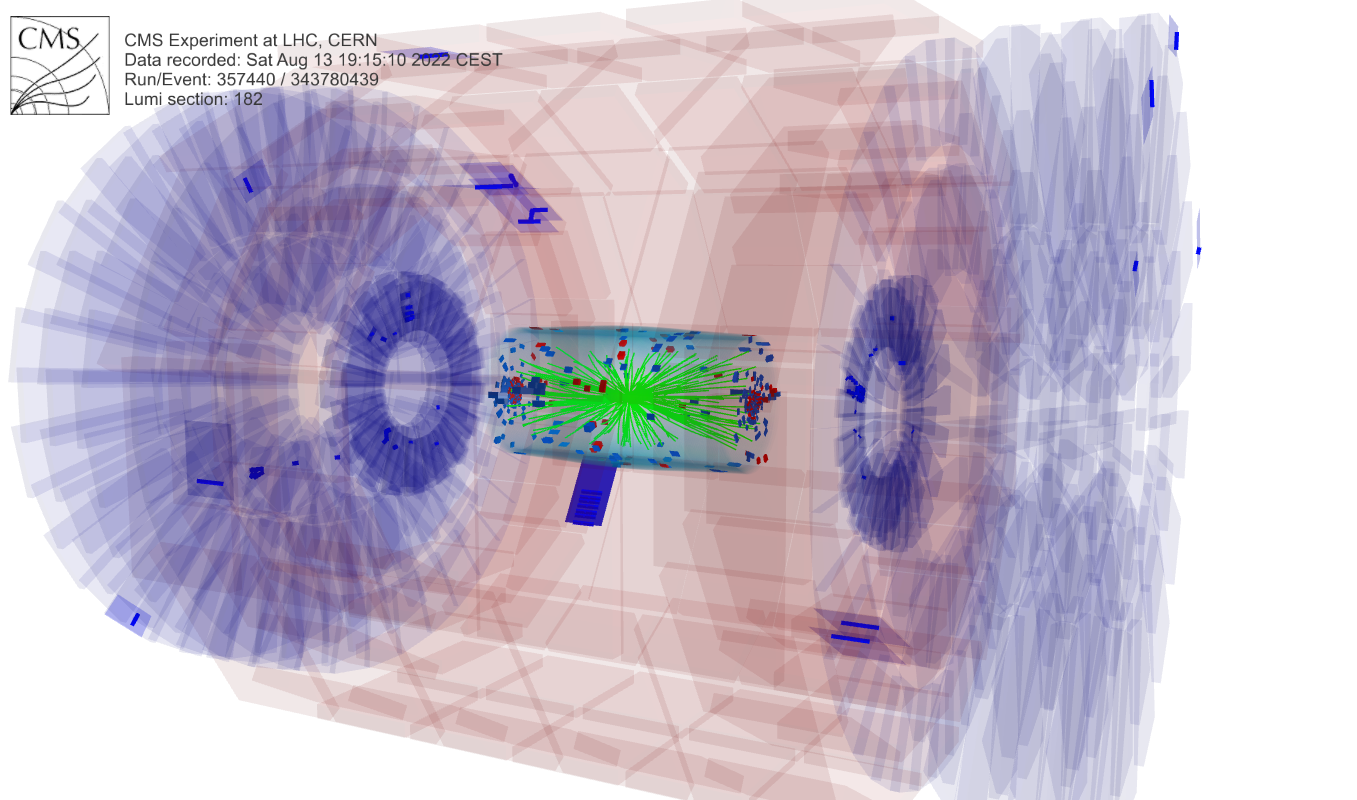 CMS
CMS Experiment at LHC, CERN
Data recorded: Sat Aug 13 19:15:10 2022 CEST
Run/Event: 357440 / 343780439
Lumi section: 182